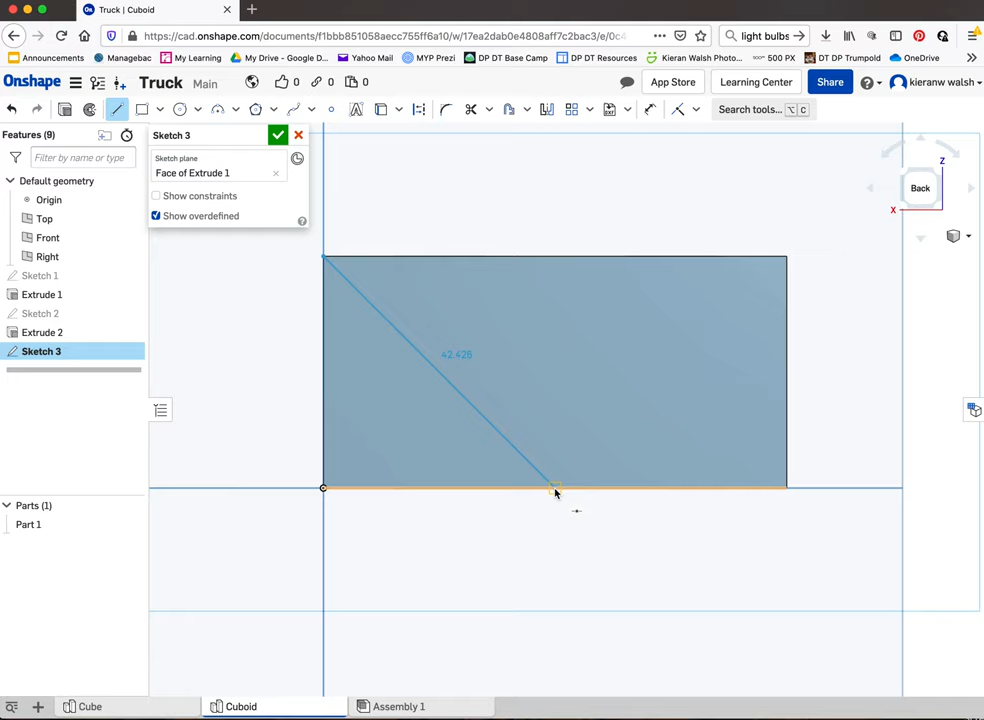 Truck | Cuboid
https://cad.onshape.com/documents/f1bbb851058aecc755ff6a10/w/17ea2dab0e4808aff7c2bac3/e/0c4
light bulbs
Announcements
Managebac
My Learning
My Drive - Google D...
Yahoo Mail
MYP Prezi
DP DT Base Camp
DP DT Resources
Kieran Walsh Photo...
500 PX
DT DP Trumpold
OneDrive
Onshape
Truck
Main
0
0
0
App Store
Learning Center
Share
kieranw walsh
Search tools...
⌥ C
Features (9)
Filter by name or type
Default geometry
Origin
Top
Front
Right
Sketch 1
Extrude 1
Sketch 2
Extrude 2
Sketch 3
Sketch 3
Sketch plane
Face of Extrude 1
Show constraints
Show overdefined
42.426
Back
Z
X
Parts (1)
Part 1
Cube
Cuboid
Assembly 1